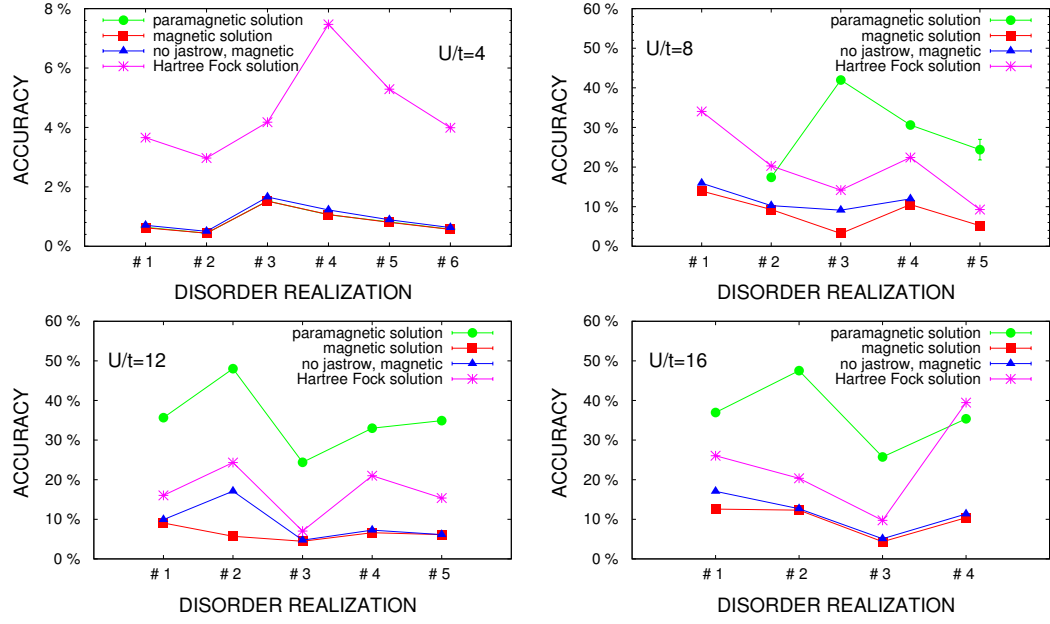 8 %
6 %
4 %
2 %
0 %
ACCURACY
paramagnetic solution
magnetic solution
no jastrow, magnetic
Hartree Fock solution
U/t=4
# 1 # 2 # 3 # 4 # 5 # 6
DISORDER REALIZATION
60 %
50 %
40 %
30 %
20 %
10 %
0 %
ACCURACY
U/t=8
paramagnetic solution
magnetic solution
no jastrow, magnetic
Hartree Fock solution
# 1 # 2 # 3 # 4 # 5
DISORDER REALIZATION
60 %
50 %
40 %
30 %
20 %
10 %
0 %
ACCURACY
U/t=12
paramagnetic solution
magnetic solution
no jastrow, magnetic
Hartree Fock solution
# 1 # 2 # 3 # 4 # 5
DISORDER REALIZATION
60 %
50 %
40 %
30 %
20 %
10 %
0 %
ACCURACY
U/t=16
paramagnetic solution
magnetic solution
no jastrow, magnetic
Hartree Fock solution
# 1 # 2 # 3 # 4
DISORDER REALIZATION